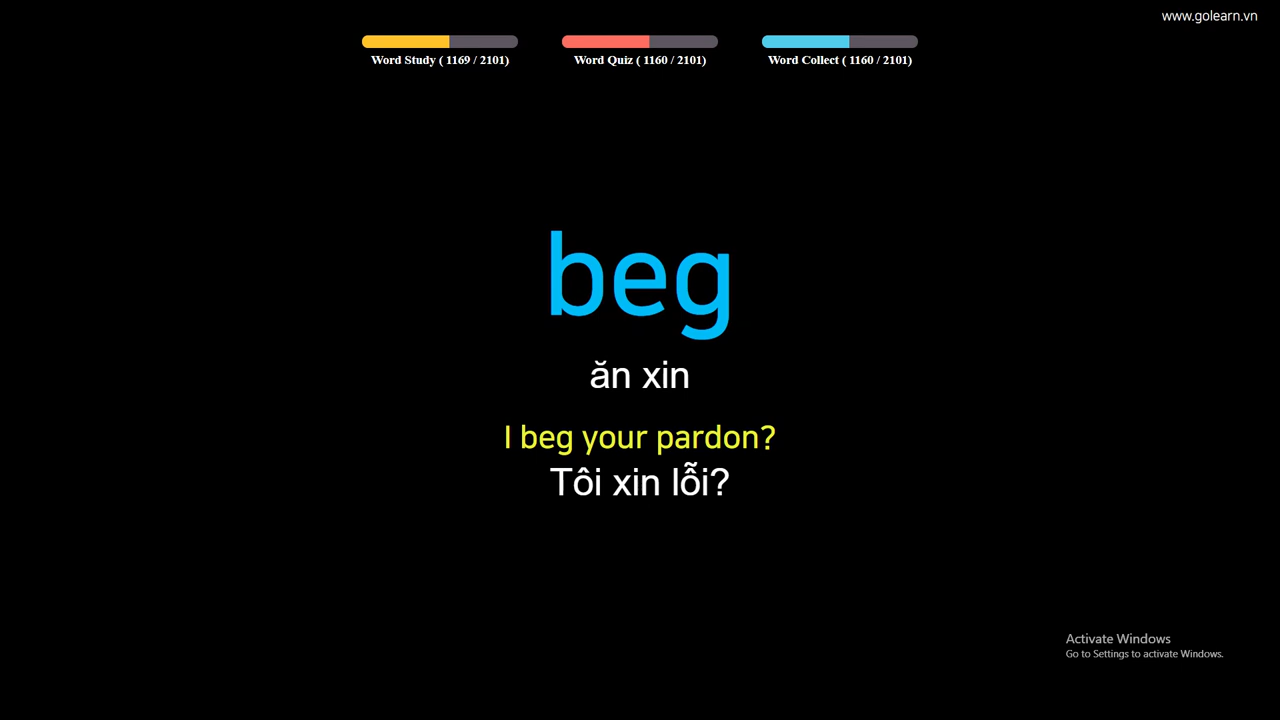 www.golearn.vn
Word Study ( 1169 / 2101)
Word Quiz ( 1160 / 2101)
Word Collect ( 1160 / 2101)
beg
ăn xin
I beg your pardon?
Tôi xin lỗi?
Activate Windows
Go to Settings to activate Windows.